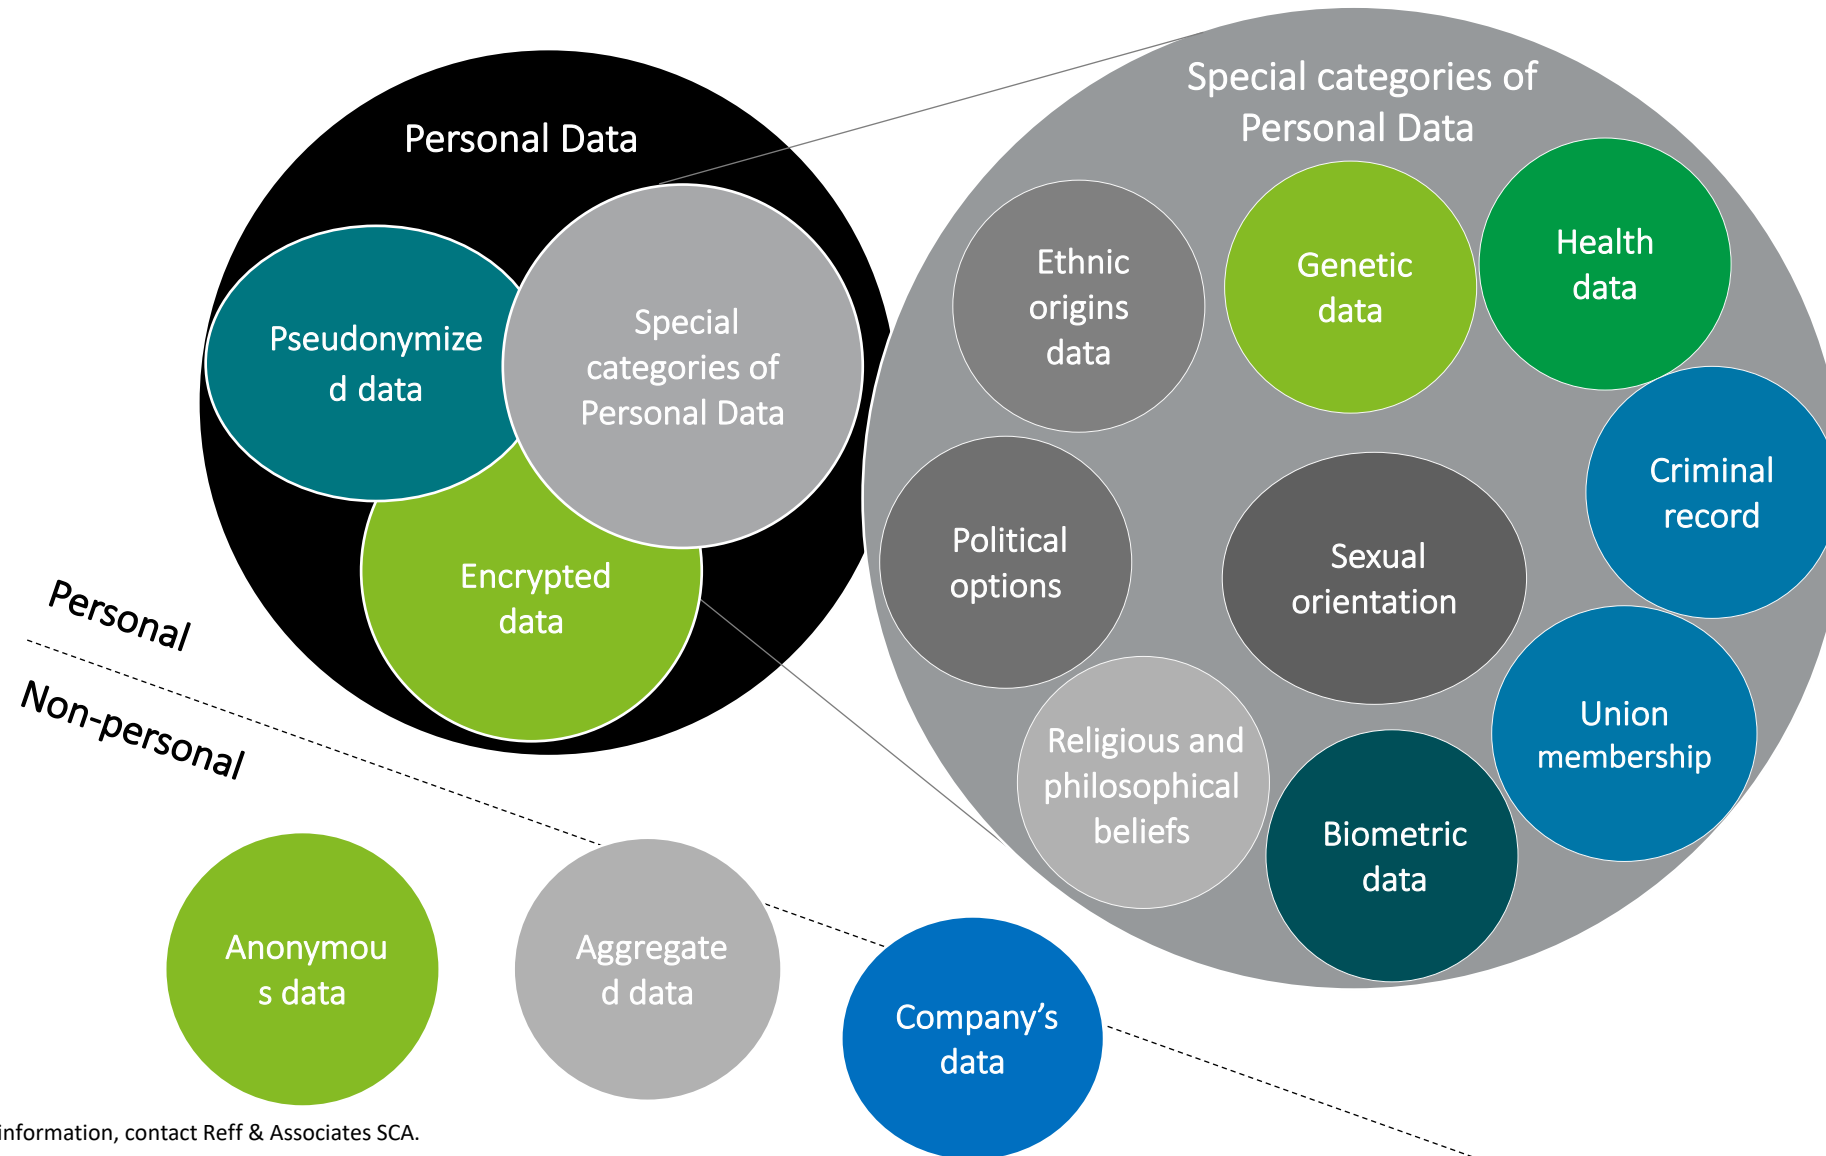 Personal Data
Pseudonymize
d data
Special
categories of
Personal Data
Encrypted
data
Personal
Non-personal
Special categories of
Personal Data
Ethnic
origins
data
Genetic
data
Health
data
Criminal
record
Political
options
Sexual
orientation
Union
membership
Religious and
philosophical
beliefs
Biometric
data
Anonymou
s data
Aggregate
d data
Company’s
data
information, contact Reff & Associates SCA.